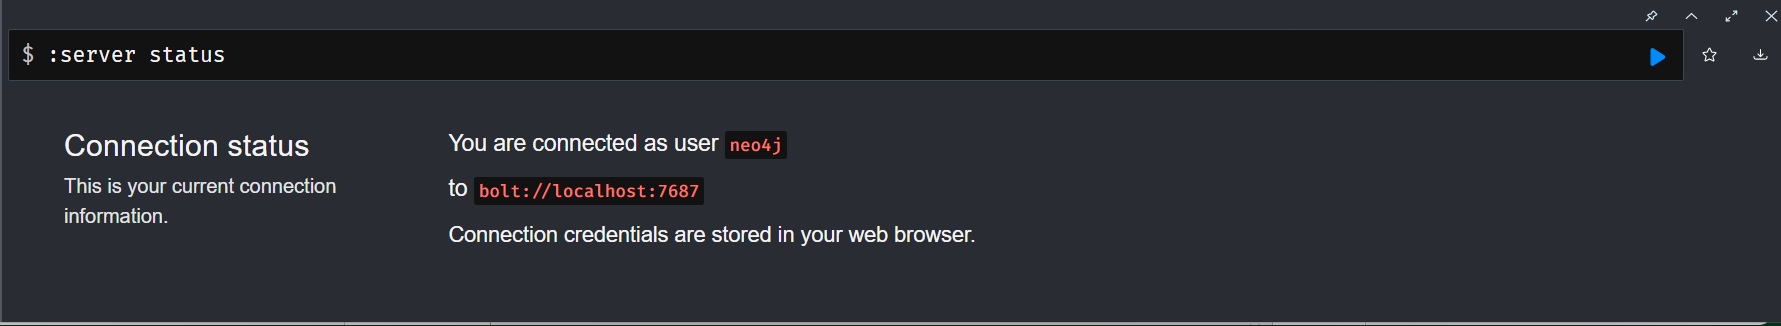 $ :server status
Connection status
This is your current connection
information.
You are connected as user neo4j
to bolt://localhost:7687
Connection credentials are stored in your web browser.